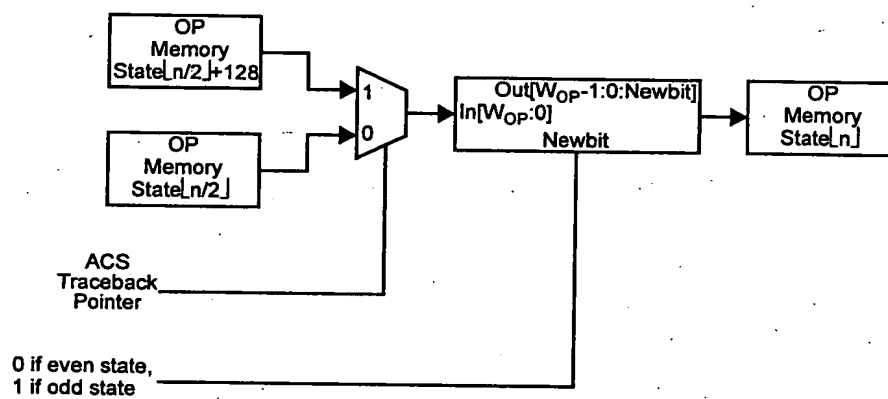 OP
Memory
State⌊n/2⌋+128
1
0
OP
Memory
State⌊n/2⌋
Out[W_OP-1:0:Newbit]
In[W_OP:0]
Newbit
OP
Memory
State⌊n⌋
ACS
Traceback
Pointer
0 if even state,
1 if odd state